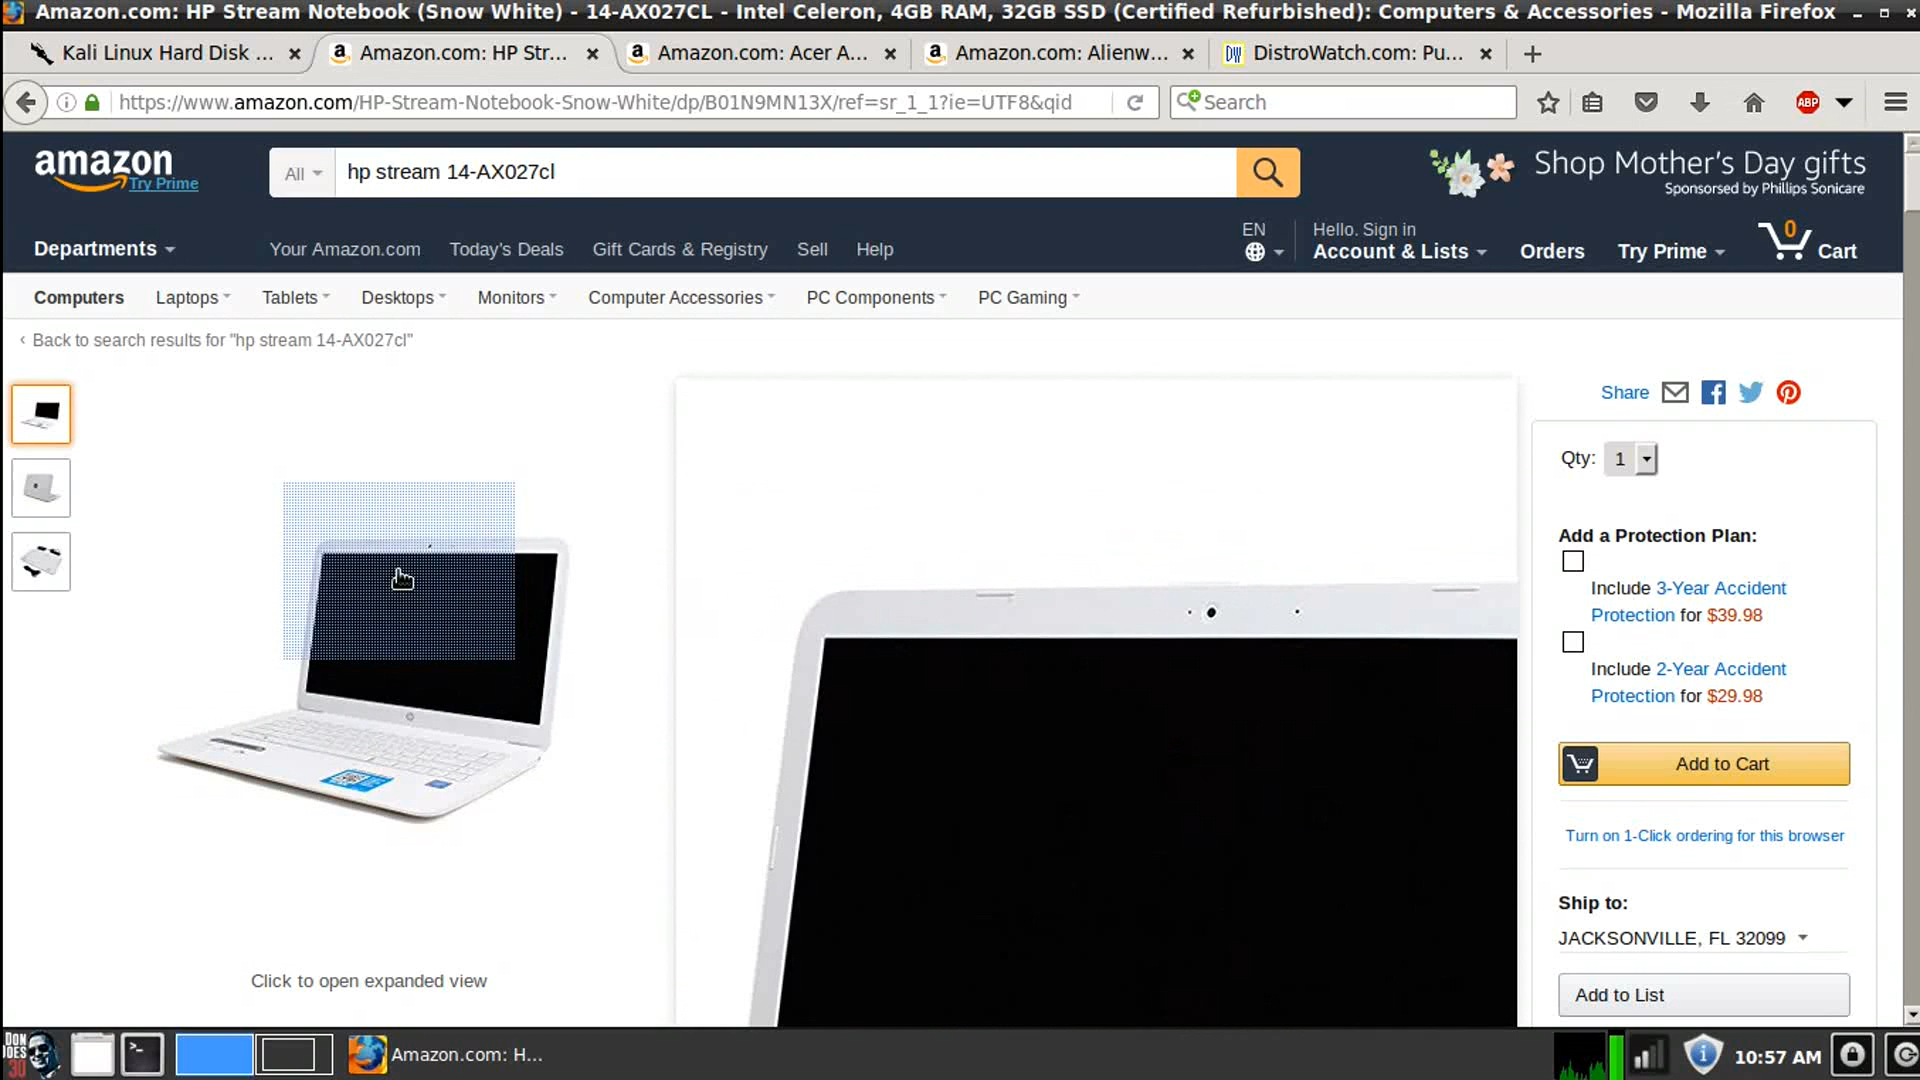 Amazon.com: HP Stream Notebook (Snow White) - 14-AX027CL - Intel Celeron, 4GB RAM, 32GB SSD (Certified Refurbished): Computers & Accessories - Mozilla Firefox
Kali Linux Hard Disk ...
Amazon.com: HP Str...
Amazon.com: Acer A...
Amazon.com: Alienw...
DistroWatch.com: Pu...
https://www.amazon.com/HP-Stream-Notebook-Snow-White/dp/B01N9MN13X/ref=sr_1_1?ie=UTF8&qid
Search
ABP
amazon
Try Prime
All
hp stream 14-AX027cl
Shop Mother's Day gifts
Sponsorsed by Phillips Sonicare
Departments
Your Amazon.com
Today's Deals
Gift Cards & Registry
Sell
Help
EN
Hello. Sign in
Account & Lists
Orders
Try Prime
0
Cart
Computers
Laptops
Tablets
Desktops
Monitors
Computer Accessories
PC Components
PC Gaming
‹ Back to search results for "hp stream 14-AX027cl"
Share
Qty: 1
Add a Protection Plan:
Include 3-Year Accident
Protection for $39.98
Include 2-Year Accident
Protection for $29.98
Add to Cart
Turn on 1-Click ordering for this browser
Ship to:
JACKSONVILLE, FL 32099
Add to List
Click to open expanded view
DON
DOES
30
Amazon.com: H...
10:57 AM